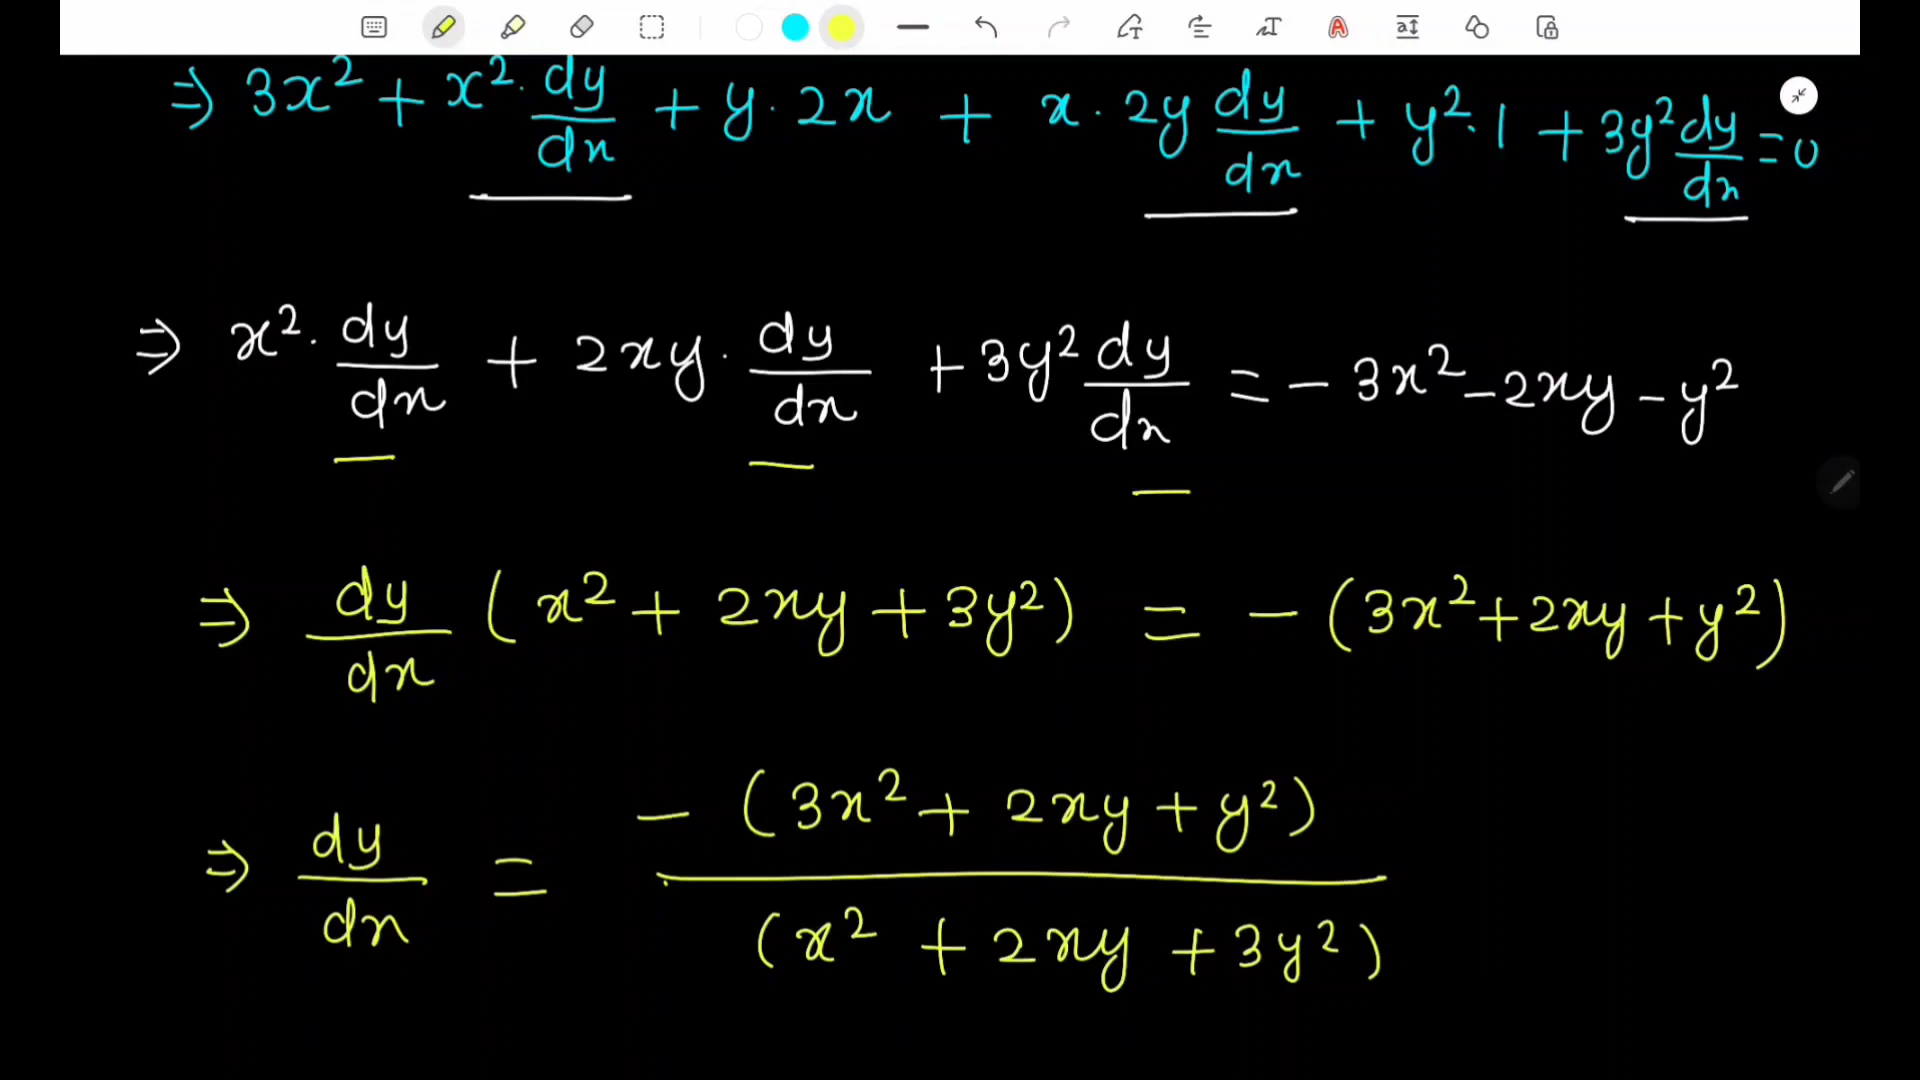 ⇒ 3x² + x² · dy/dx + y · 2x + x · 2y dy/dx + y² · 1 + 3y² dy/dx = 0
⇒ x² · dy/dx + 2xy · dy/dx + 3y² dy/dx = - 3x² - 2xy - y²
⇒ dy/dx (x² + 2xy + 3y²) = - (3x² + 2xy + y²)
⇒ dy/dx = - (3x² + 2xy + y²) / (x² + 2xy + 3y²)